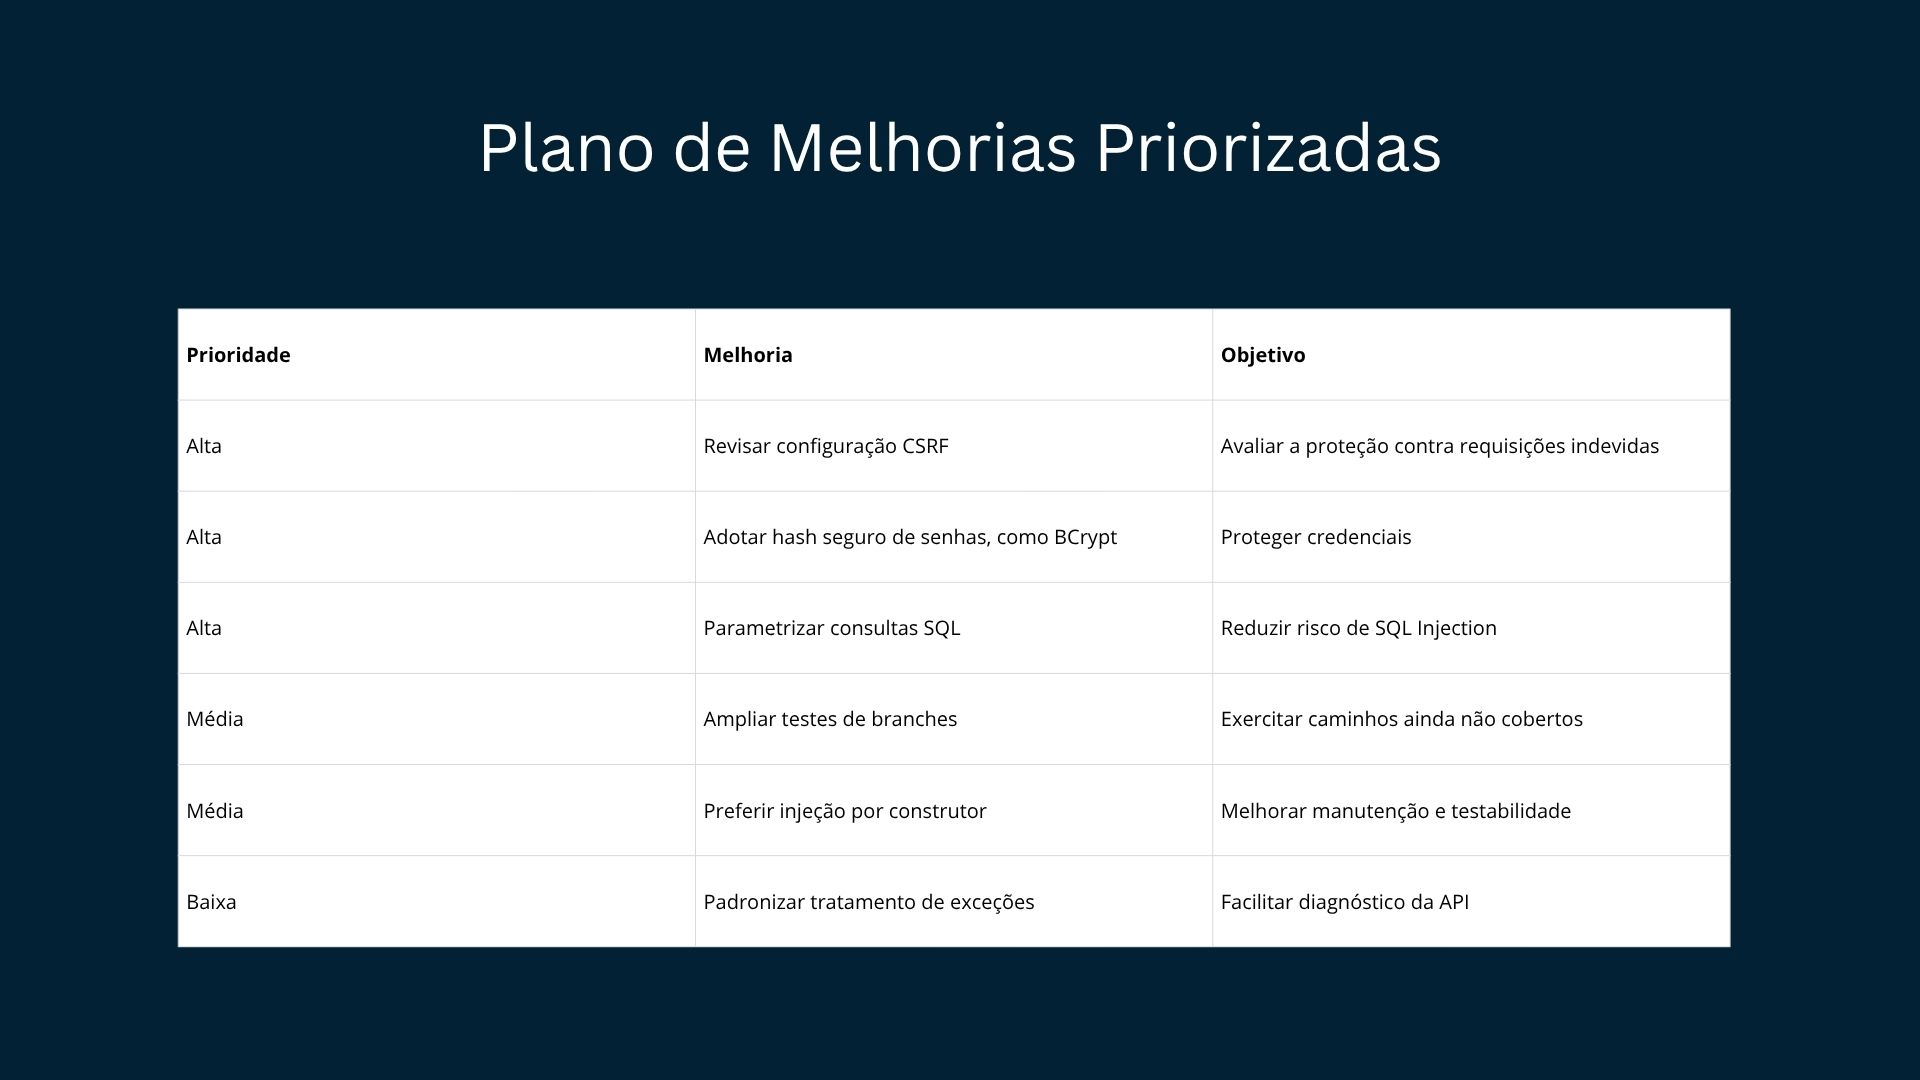 Plano de Melhorias Priorizadas
Prioridade Melhoria Objetivo
Alta Revisar configuração CSRF Avaliar a proteção contra requisições indevidas
Alta Adotar hash seguro de senhas, como BCrypt Proteger credenciais
Alta Parametrizar consultas SQL Reduzir risco de SQL Injection
Média Ampliar testes de branches Exercitar caminhos ainda não cobertos
Média Preferir injeção por construtor Melhorar manutenção e testabilidade
Baixa Padronizar tratamento de exceções Facilitar diagnóstico da API